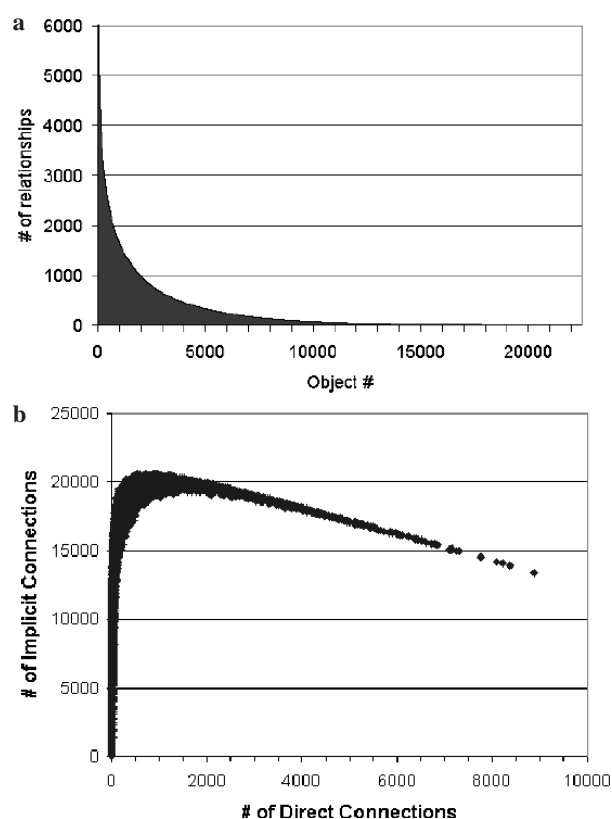 a
6000
5000
4000
3000
2000
1000
0
# of relationships
0 5000 10000 15000 20000
Object #
b
25000
20000
15000
10000
5000
0
# of Implicit Connections
0 2000 4000 6000 8000 10000
# of Direct Connections